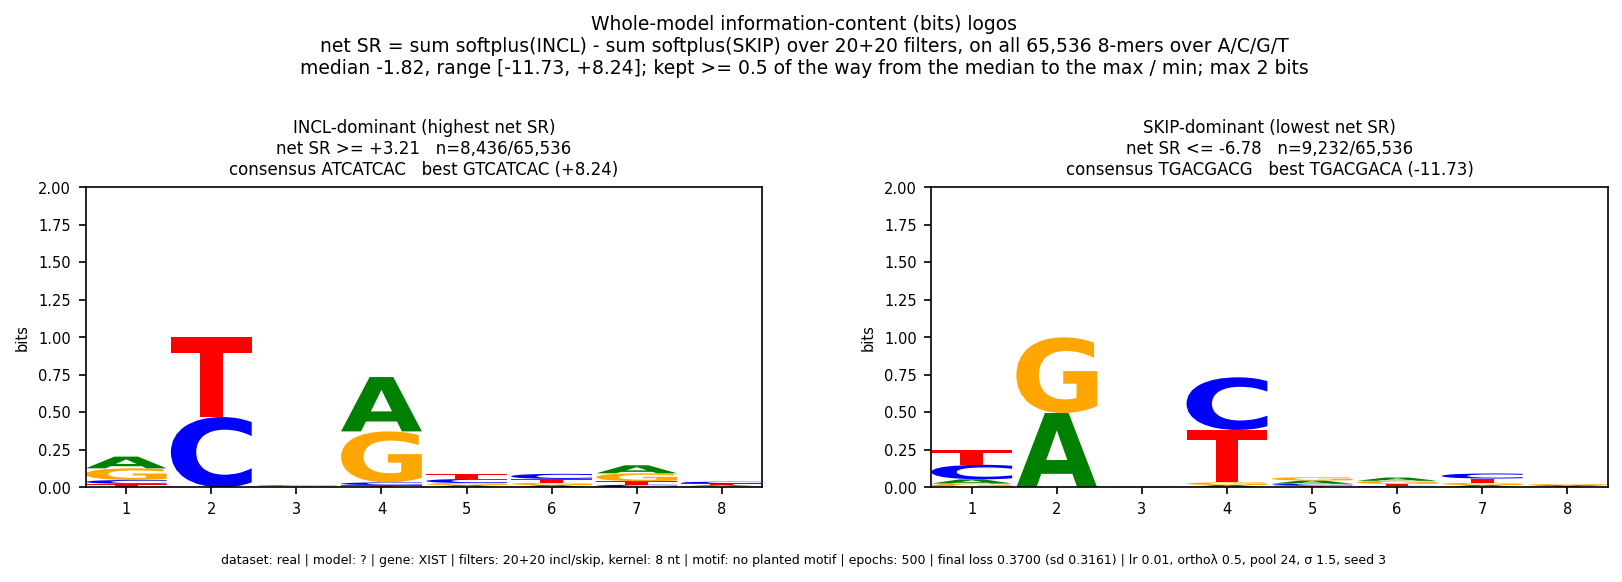 Whole-model information-content (bits) logos
net SR = sum softplus(INCL) - sum softplus(SKIP) over 20+20 filters, on all 65,536 8-mers over A/C/G/T
median -1.82, range [-11.73, +8.24]; kept >= 0.5 of the way from the median to the max / min; max 2 bits
INCL-dominant (highest net SR)
net SR >= +3.21 n=8,436/65,536
consensus ATCATCAC best GTCATCAC (+8.24)
2.00
1.75
1.50
1.25
1.00
0.75
0.50
0.25
0.00
bits
T
C
A
G
C
T
A
G
A
G
C
T
C
T
C
T
A
G
T
1 2 3 4 5 6 7 8
SKIP-dominant (lowest net SR)
net SR <= -6.78 n=9,232/65,536
consensus TGACGACG best TGACGACA (-11.73)
2.00
1.75
1.50
1.25
1.00
0.75
0.50
0.25
0.00
bits
G
A
T
C
C
T
1 2 3 4 5 6 7 8
dataset: real | model: ? | gene: XIST | filters: 20+20 incl/skip, kernel: 8 nt | motif: no planted motif | epochs: 500 | final loss 0.3700 (sd 0.3161) | lr 0.01, orthoλ 0.5, pool 24, σ 1.5, seed 3